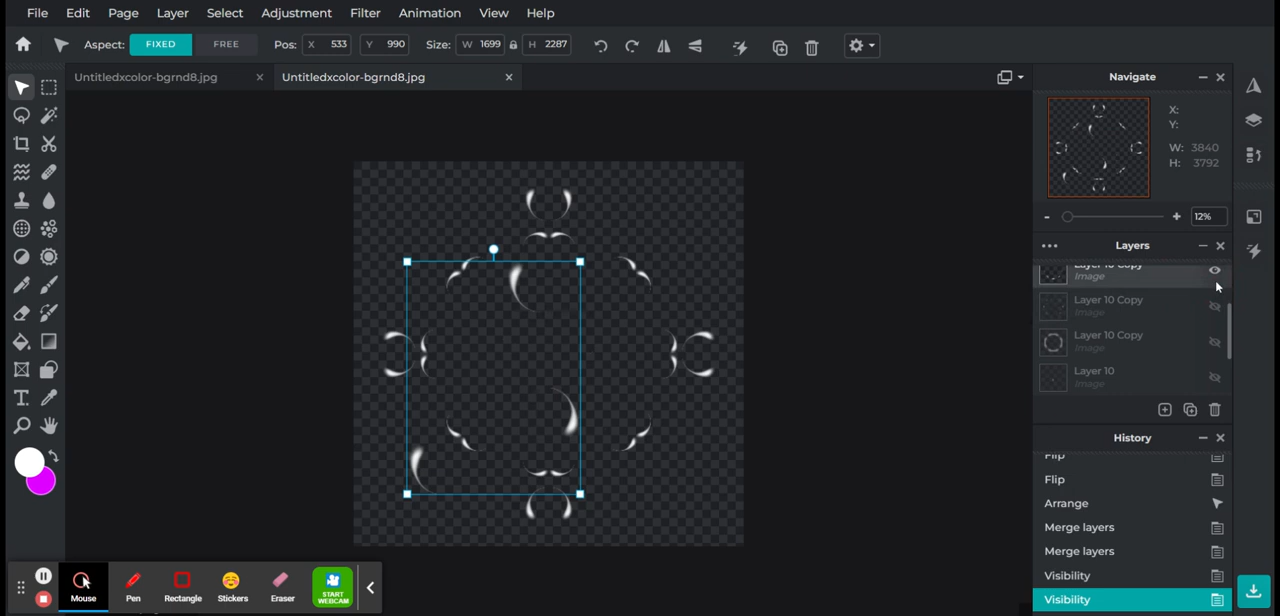 File Edit Page Layer Select Adjustment Filter Animation View Help
Aspect: FIXED FREE Pos: X 533 Y 990 Size: W 1699 H 2287
Untitledxcolor-bgrnd8.jpg × Untitledxcolor-bgrnd8.jpg ×
Navigate
X:
Y:
W: 3840
H: 3792
- + 12%
Layers
Layer 10 Copy
Image
Layer 10 Copy
Image
Layer 10 Copy
Image
Layer 10
Image
History
Flip
Flip
Arrange
Merge layers
Merge layers
Visibility
Visibility
Mouse Pen Rectangle Stickers Eraser START WEBCAM